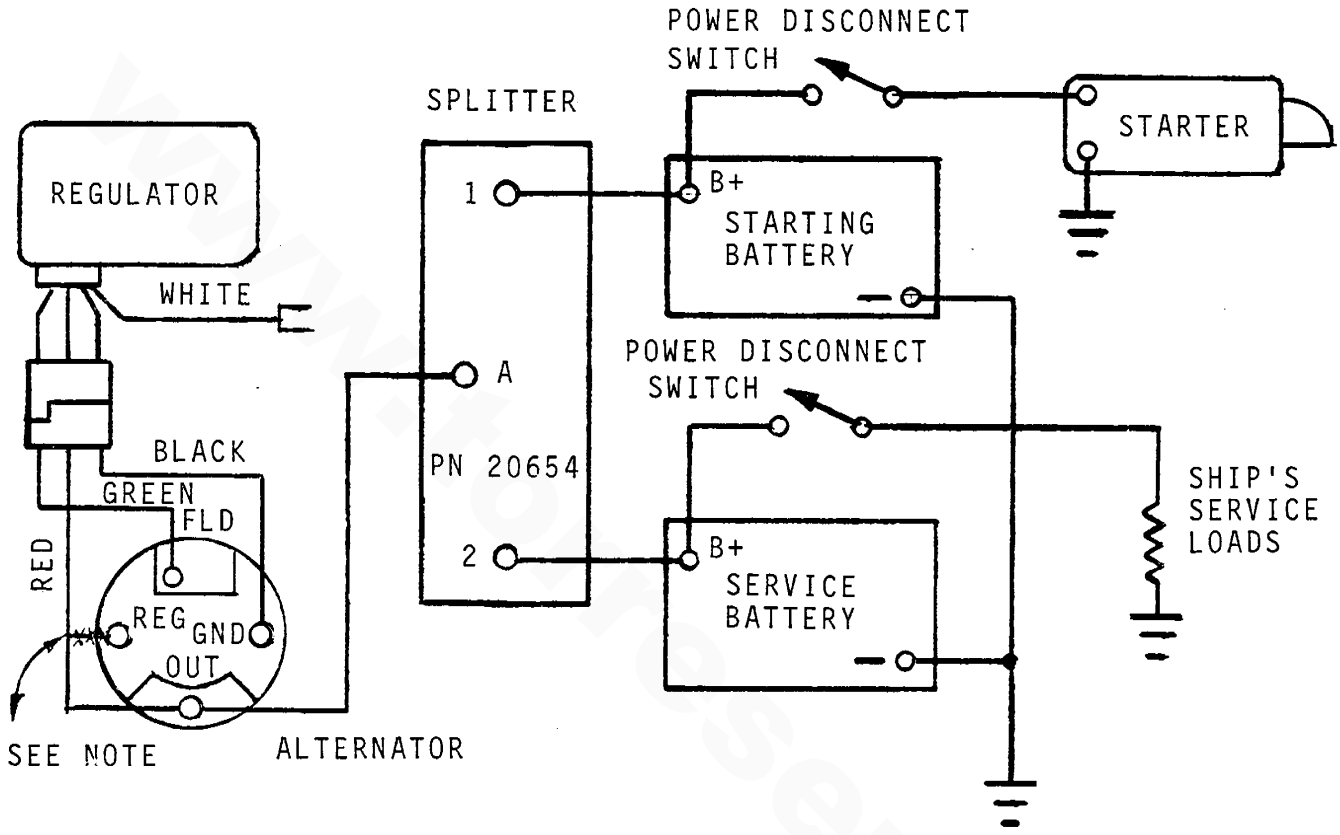 POWER DISCONNECT
SWITCH
SPLITTER
STARTER
REGULATOR
1
B+
STARTING
BATTERY
WHITE
—
POWER DISCONNECT
SWITCH
A
BLACK
PN 20654
GREEN
FLD
SHIP'S
SERVICE
LOADS
RED
2
B+
SERVICE
BATTERY
REG
GND
OUT
—
SEE NOTE
ALTERNATOR